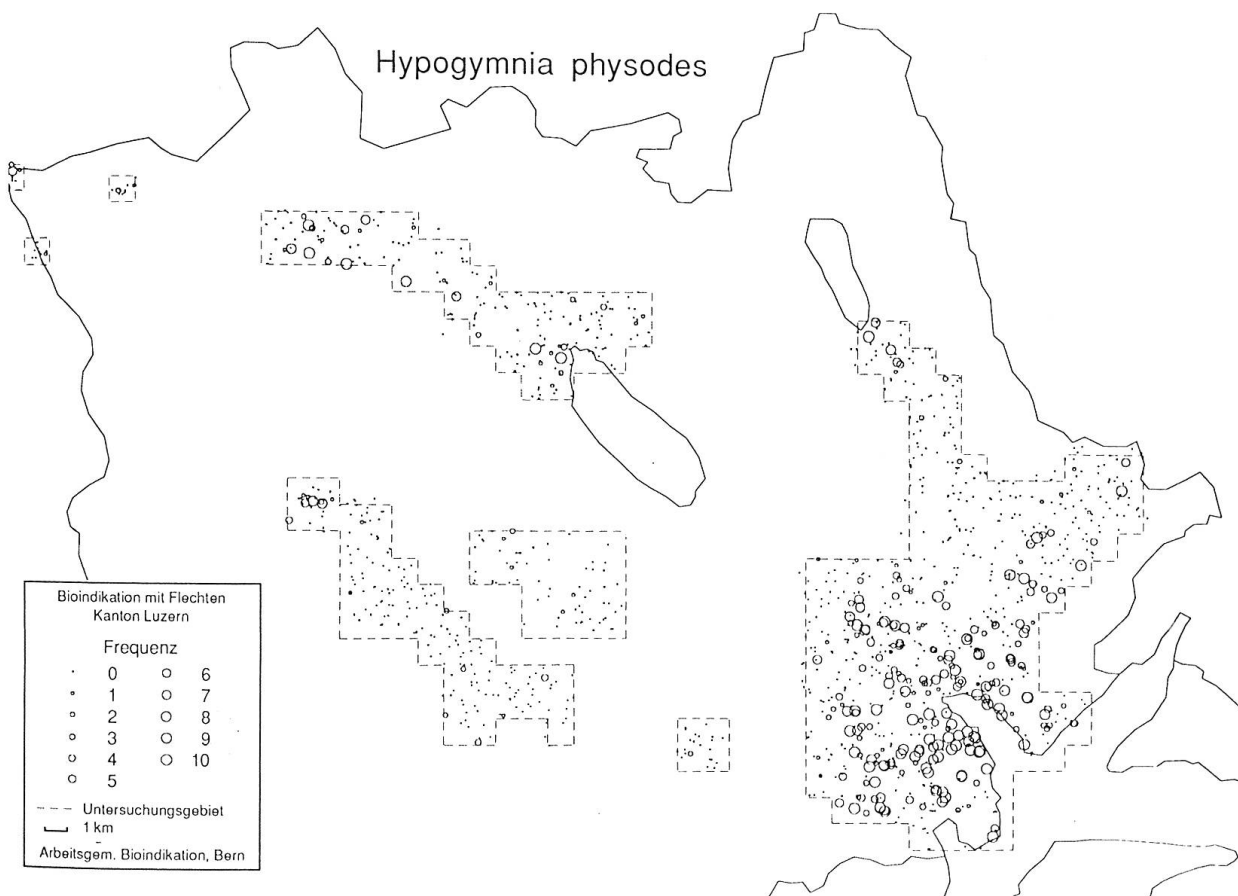 Hypogymnia physodes
Bioindikation mit Flechten
Kanton Luzern
Frequenz
0
1
2
3
4
5
6
7
8
9
10
Untersuchungsgebiet
1 km
Arbeitsgem. Bioindikation, Bern